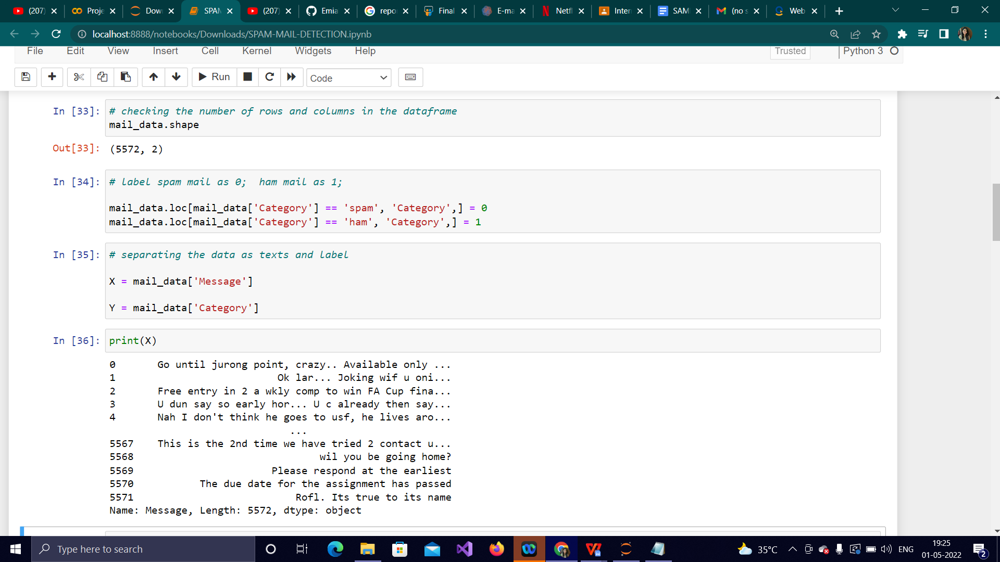 (207) Proje Dow SPAM (207) Emia repo Final E-ma Netfl Inter SAM (no s Web
localhost:8888/notebooks/Downloads/SPAM-MAIL-DETECTION.ipynb
File Edit View Insert Cell Kernel Widgets Help Trusted Python 3
Run Code
In [33]: # checking the number of rows and columns in the dataframe
mail_data.shape
Out[33]: (5572, 2)
In [34]: # label spam mail as 0;  ham mail as 1;
mail_data.loc[mail_data['Category'] == 'spam', 'Category',] = 0
mail_data.loc[mail_data['Category'] == 'ham', 'Category',] = 1
In [35]: # separating the data as texts and label
X = mail_data['Message']
Y = mail_data['Category']
In [36]: print(X)
0       Go until jurong point, crazy.. Available only ...
1                           Ok lar... Joking wif u oni...
2       Free entry in 2 a wkly comp to win FA Cup fina...
3       U dun say so early hor... U c already then say...
4       Nah I don't think he goes to usf, he lives aro...
...
5567    This is the 2nd time we have tried 2 contact u...
5568                               wil you be going home?
5569                       Please respond at the earliest
5570           The due date for the assignment has passed
5571                           Rofl. Its true to its name
Name: Message, Length: 5572, dtype: object
Type here to search 35°C ENG 19:25
01-05-2022 2